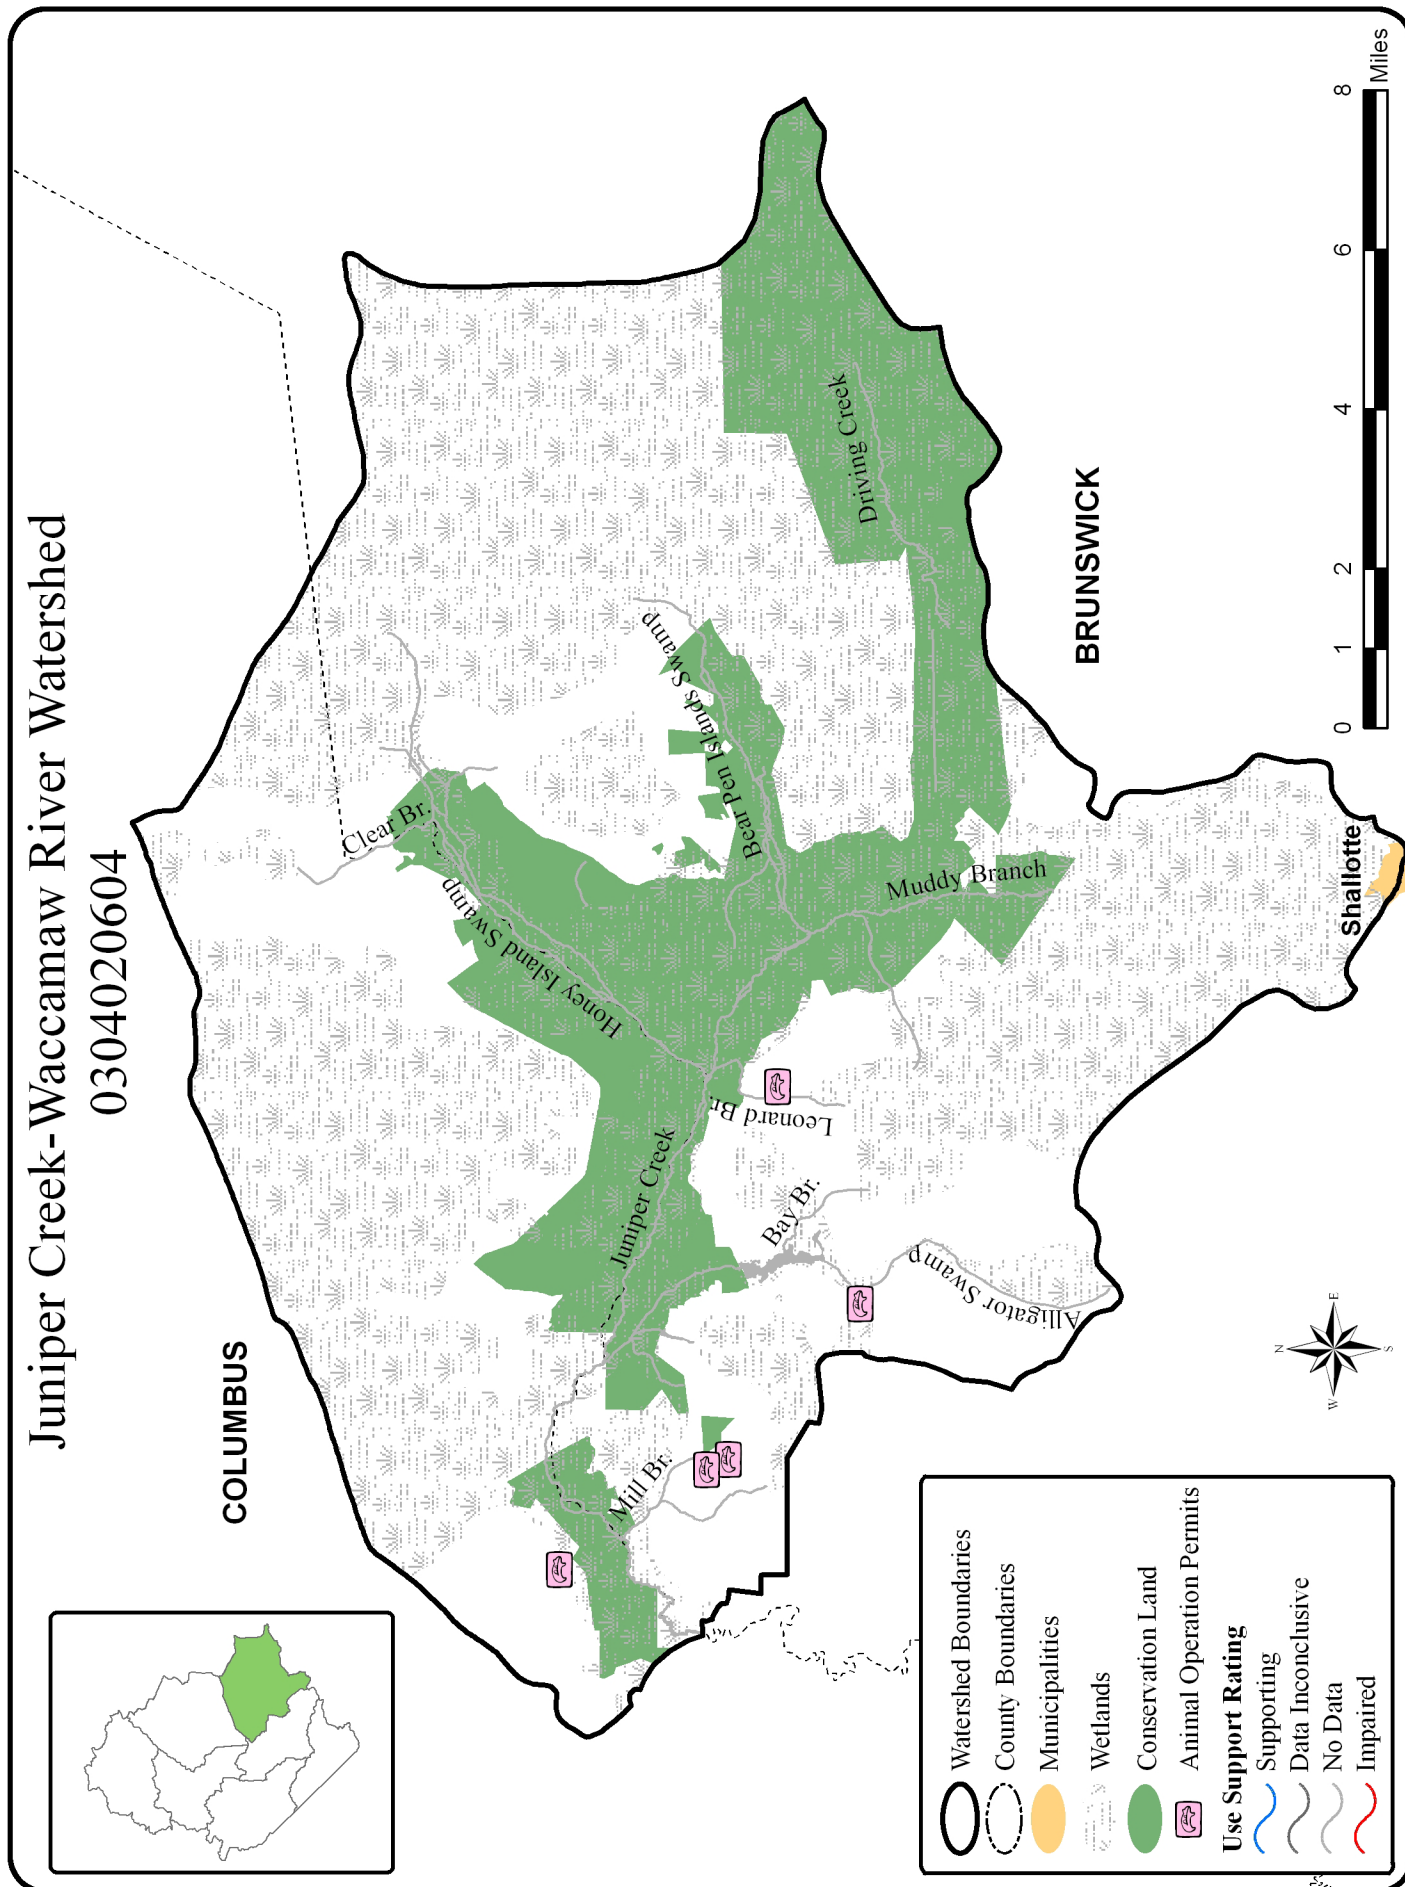 Juniper Creek-Waccamaw River Watershed
0304020604
COLUMBUS
Clear Br.
Honey Island Swamp
Bear Pen Islands Swamp
Driving Creek
Juniper Creek
Leonard Br.
Muddy Branch
Mill Br.
Bay Br.
Alligator Swamp
BRUNSWICK
Shallotte
N
W
E
S
0 1 2 4 6 8
Miles
Watershed Boundaries
County Boundaries
Municipalities
Wetlands
Conservation Land
Animal Operation Permits
Use Support Rating
Supporting
Data Inconclusive
No Data
Impaired